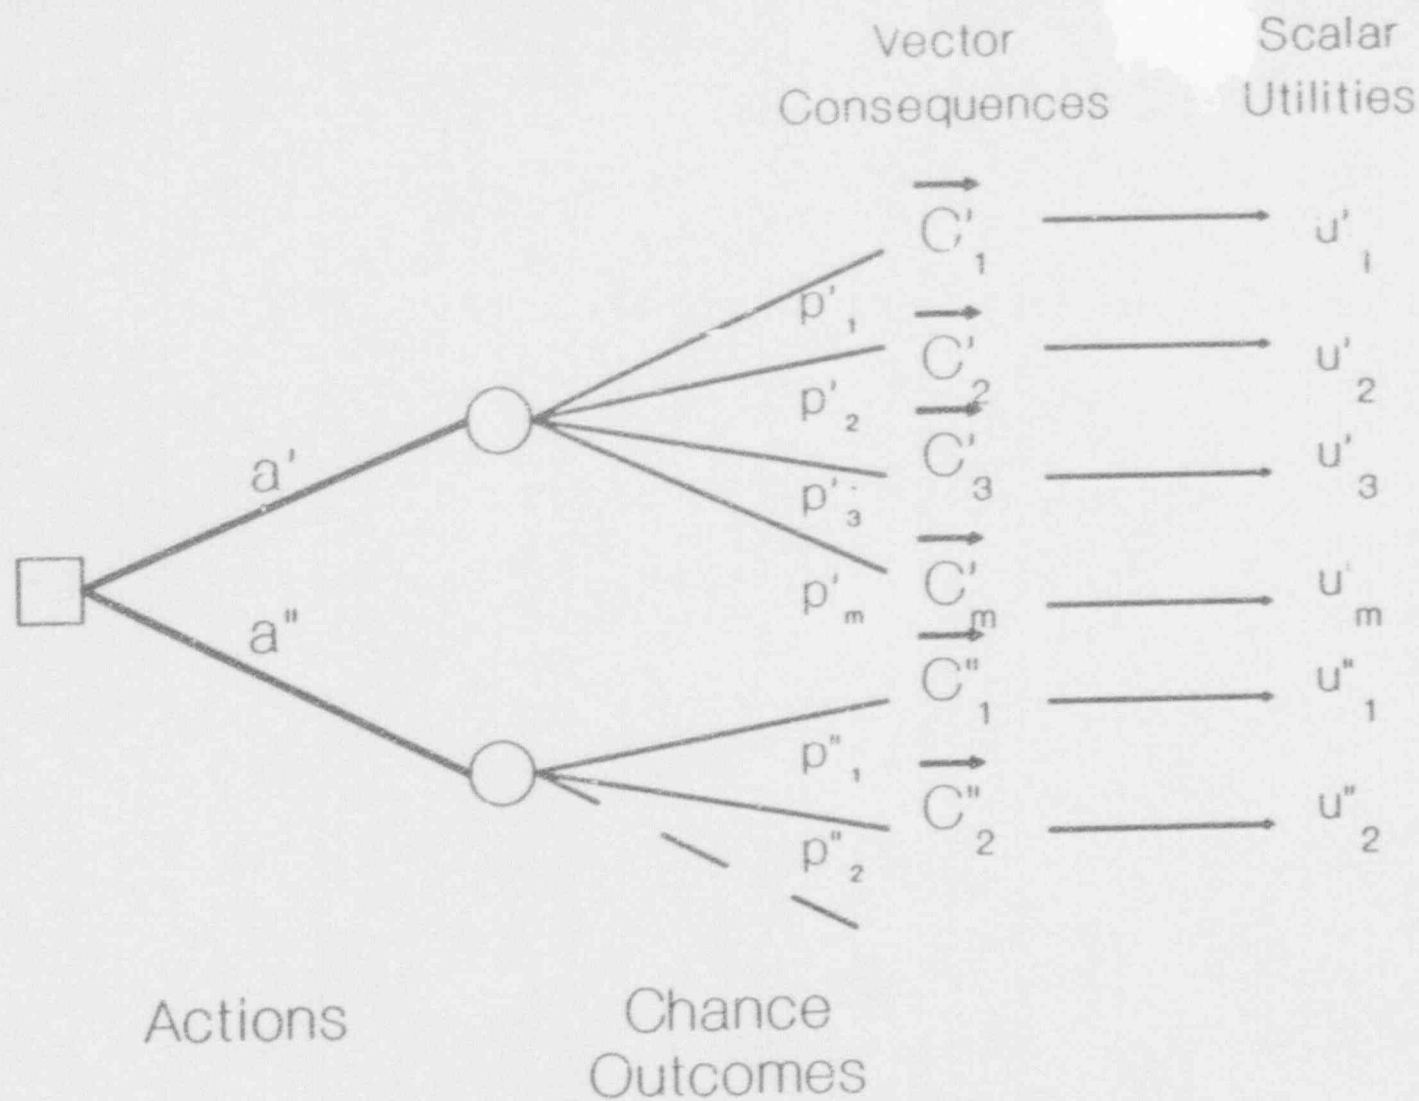 Vector Scalar
Consequences Utilities
C'1 u'1
p'1
C'2 u'2
p'2
a' C'3 u'3
p'3
C'm u'm
p'm
a" C"1 u"1
p"1
C"2 u"2
p"2
Actions Chance
Outcomes